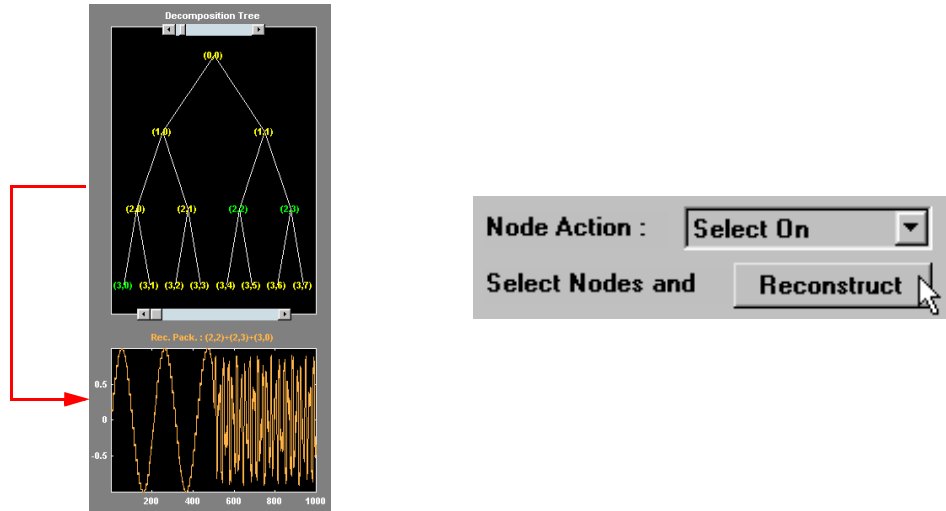 Decomposition Tree
(0,0)
(1,0) (1,1)
(2,0) (2,1) (2,2) (2,3)
(3,0) (3,1) (3,2) (3,3) (3,4) (3,5) (3,6) (3,7)
Rec. Pack. : (2,2)+(2,3)+(3,0)
0.5
0
-0.5
200 400 600 800 1000
Node Action : Select On
Select Nodes and Reconstruct